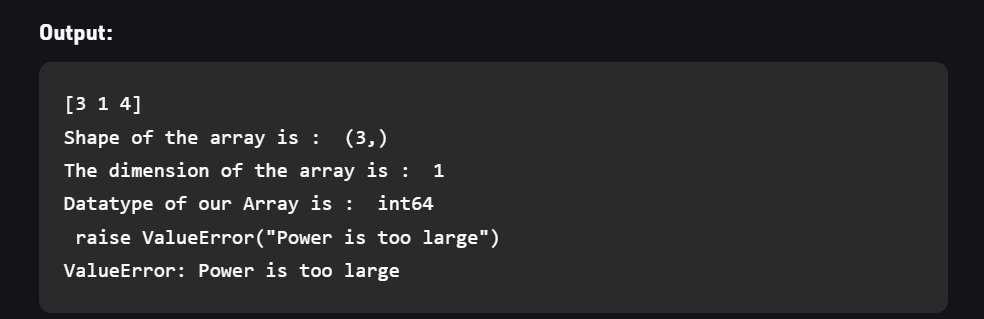 Output:
[3 1 4]
Shape of the array is :  (3,)
The dimension of the array is :  1
Datatype of our Array is :  int64
 raise ValueError("Power is too large")
ValueError: Power is too large